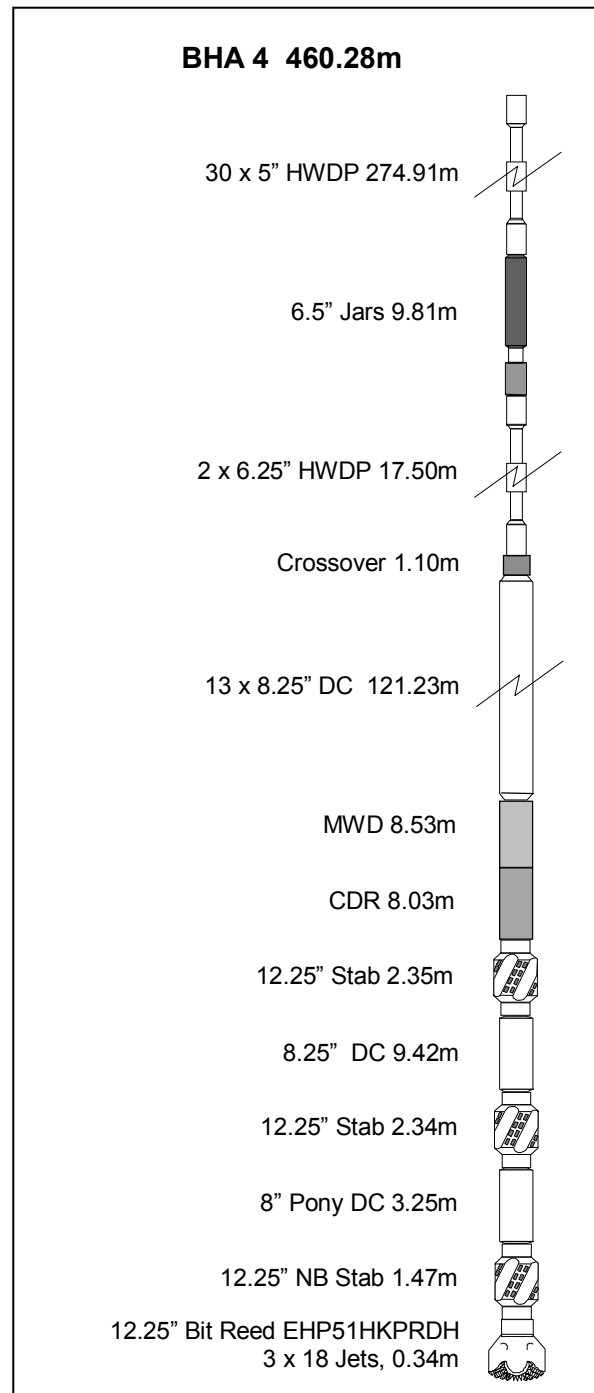 BHA 4  460.28m
30 x 5” HWDP 274.91m
6.5” Jars 9.81m
2 x 6.25” HWDP 17.50m
Crossover 1.10m
13 x 8.25” DC  121.23m
MWD 8.53m
CDR 8.03m
12.25” Stab 2.35m
8.25”  DC 9.42m
12.25” Stab 2.34m
8” Pony DC 3.25m
12.25” NB Stab 1.47m
12.25” Bit Reed EHP51HKPRDH
3 x 18 Jets, 0.34m